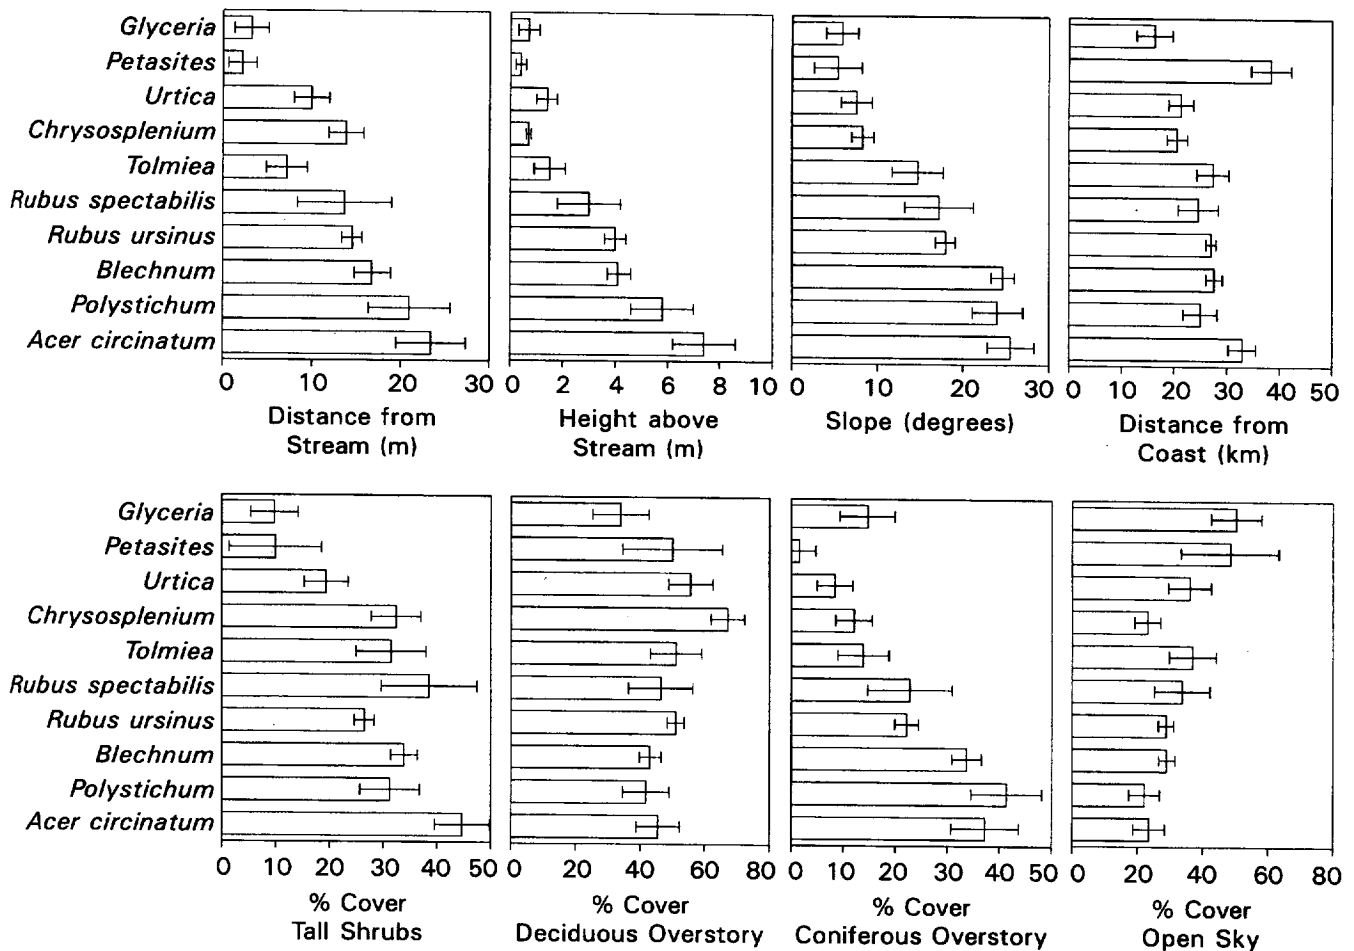 Glyceria
Petasites
Urtica
Chrysosplenium
Tolmiea
Rubus spectabilis
Rubus ursinus
Blechnum
Polystichum
Acer circinatum
0 10 20 30
Distance from
Stream (m)
0 2 4 6 8 10
Height above
Stream (m)
0 10 20 30
Slope (degrees)
0 10 20 30 40 50
Distance from
Coast (km)
Glyceria
Petasites
Urtica
Chrysosplenium
Tolmiea
Rubus spectabilis
Rubus ursinus
Blechnum
Polystichum
Acer circinatum
0 10 20 30 40 50
% Cover
Tall Shrubs
0 20 40 60 80
% Cover
Deciduous Overstory
0 10 20 30 40 50
% Cover
Coniferous Overstory
0 20 40 60 80
% Cover
Open Sky